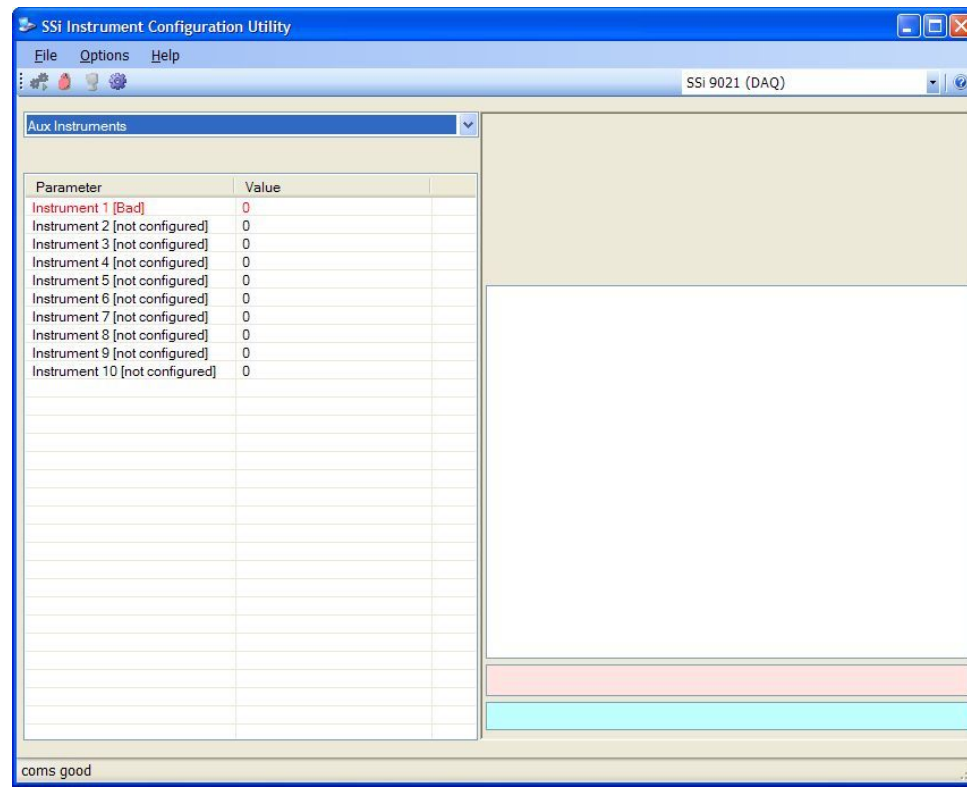 SSi Instrument Configuration Utility
File Options Help
SSi 9021 (DAQ)
Aux Instruments
Parameter Value
Instrument 1 [Bad] 0
Instrument 2 [not configured] 0
Instrument 3 [not configured] 0
Instrument 4 [not configured] 0
Instrument 5 [not configured] 0
Instrument 6 [not configured] 0
Instrument 7 [not configured] 0
Instrument 8 [not configured] 0
Instrument 9 [not configured] 0
Instrument 10 [not configured] 0
coms good